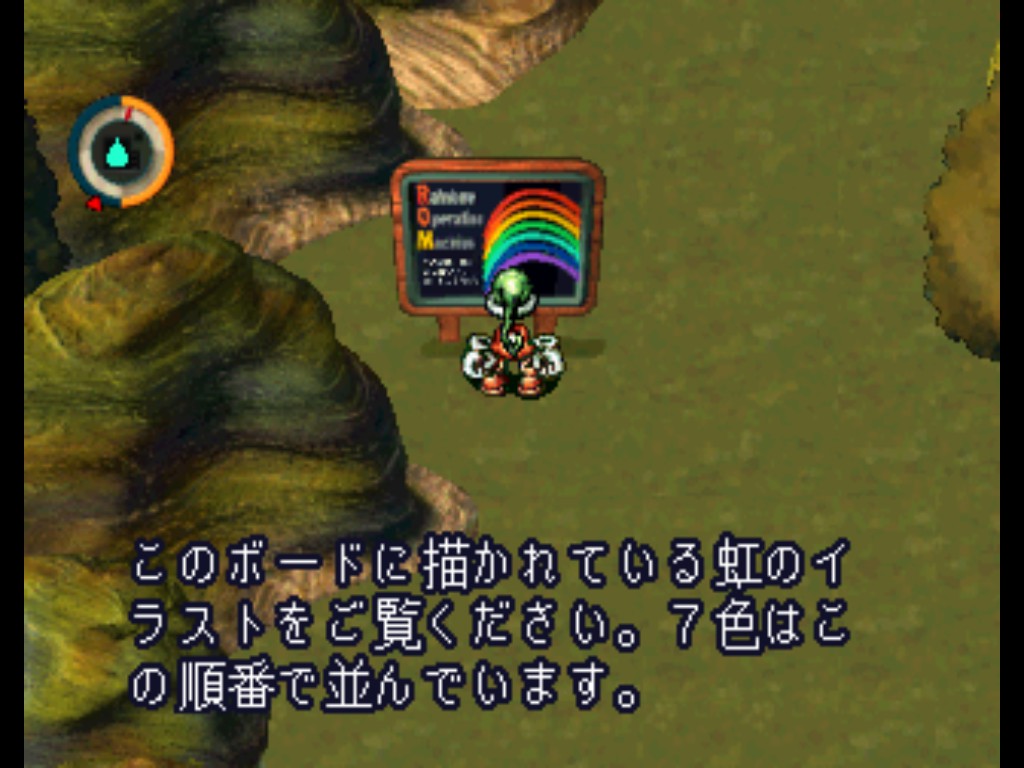 Rainbow
Operation
このボードに描かれている虹のイ
ラストをご覧ください。７色はこ
の順番で並んでいます。